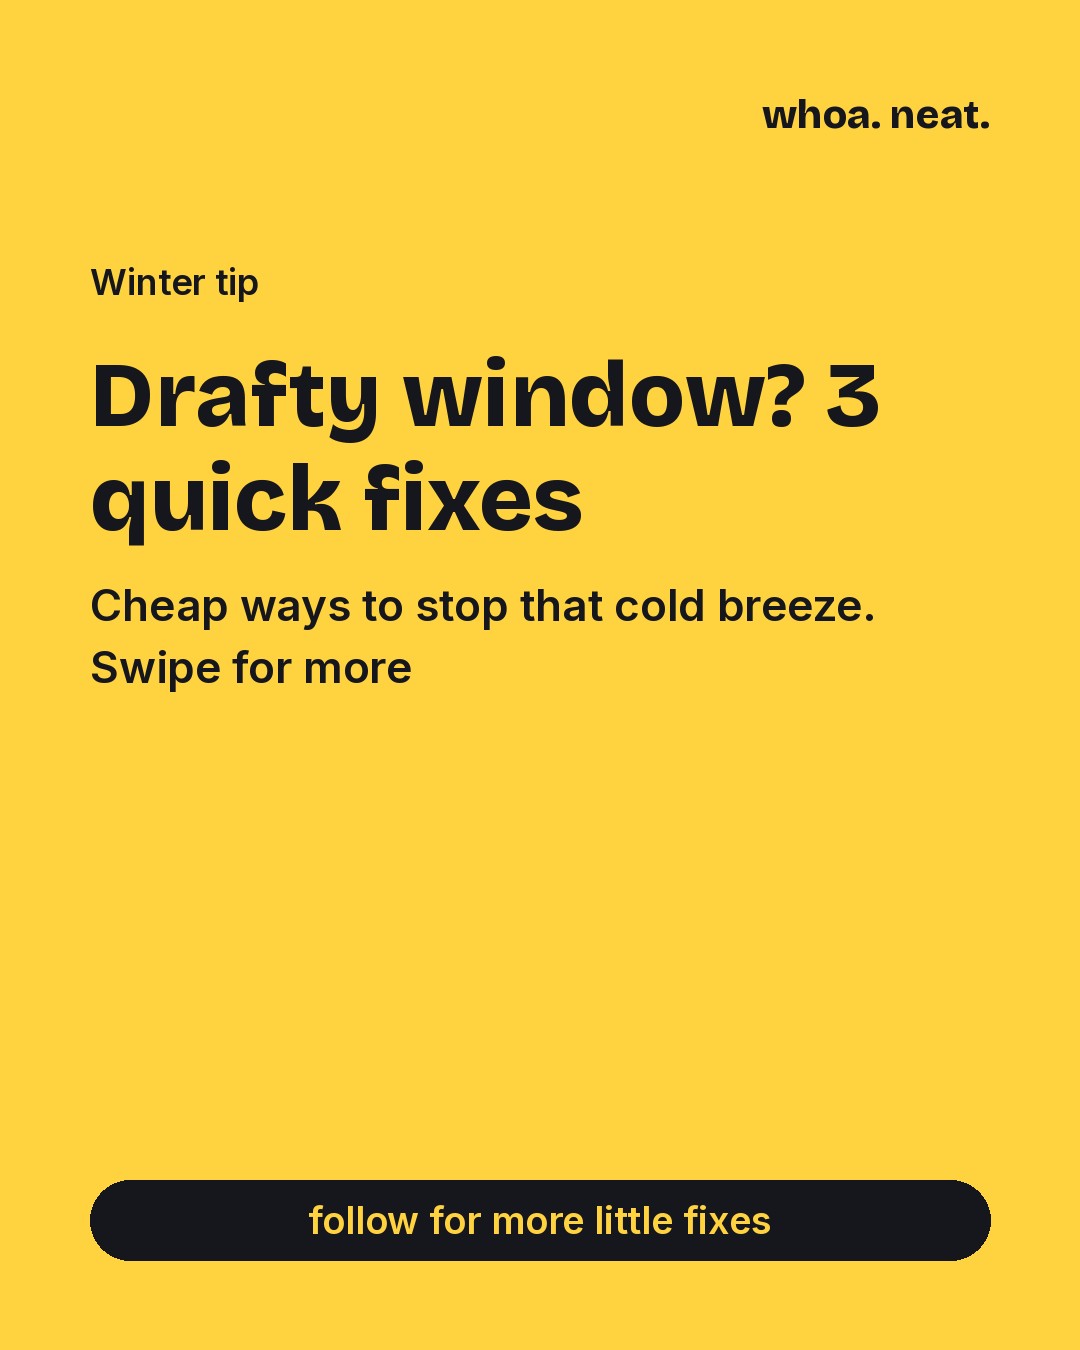 whoa. neat.
Winter tip
Drafty window? 3
quick fixes
Cheap ways to stop that cold breeze.
Swipe for more
follow for more little fixes